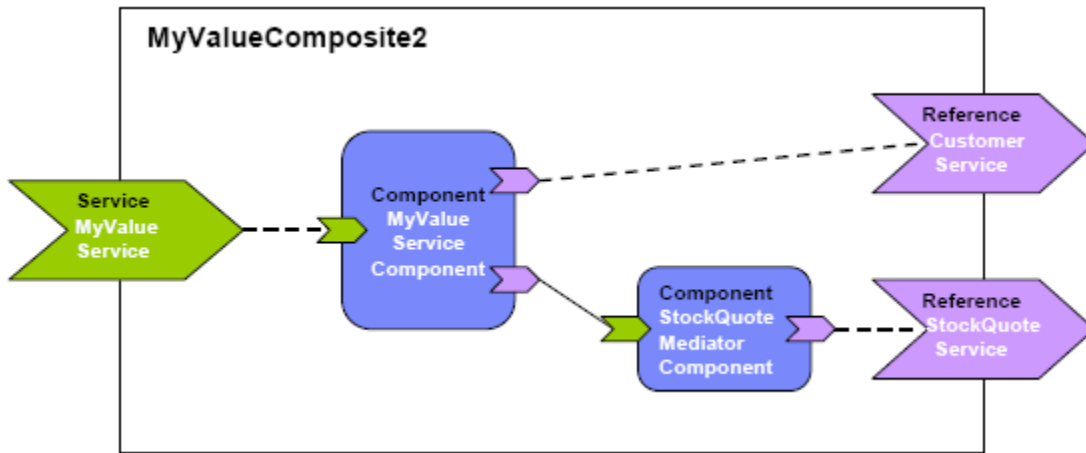 MyValueComposite2
Service
MyValue
Service
Component
MyValue
Service
Component
Component
StockQuote
Mediator
Component
Reference
Customer
Service
Reference
StockQuote
Service